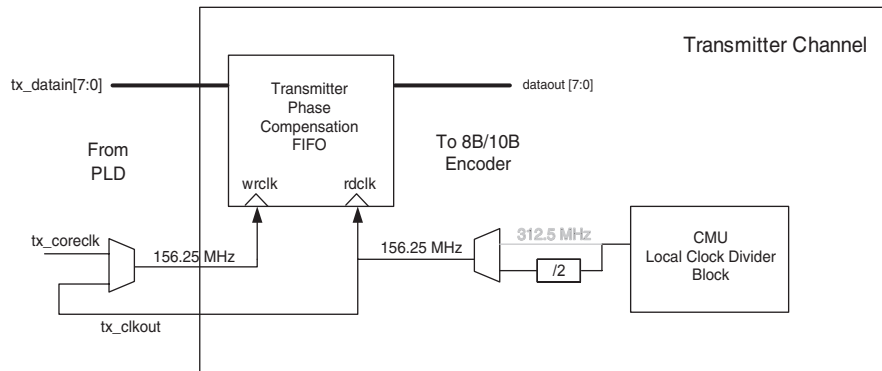 Transmitter Channel
tx_datain[7:0]
Transmitter
Phase
Compensation
FIFO
dataout [7:0]
From
PLD
To 8B/10B
Encoder
wrclk
rdclk
tx_coreclk
156.25 MHz
156.25 MHz
312.5 MHz
/2
CMU
Local Clock Divider
Block
tx_clkout